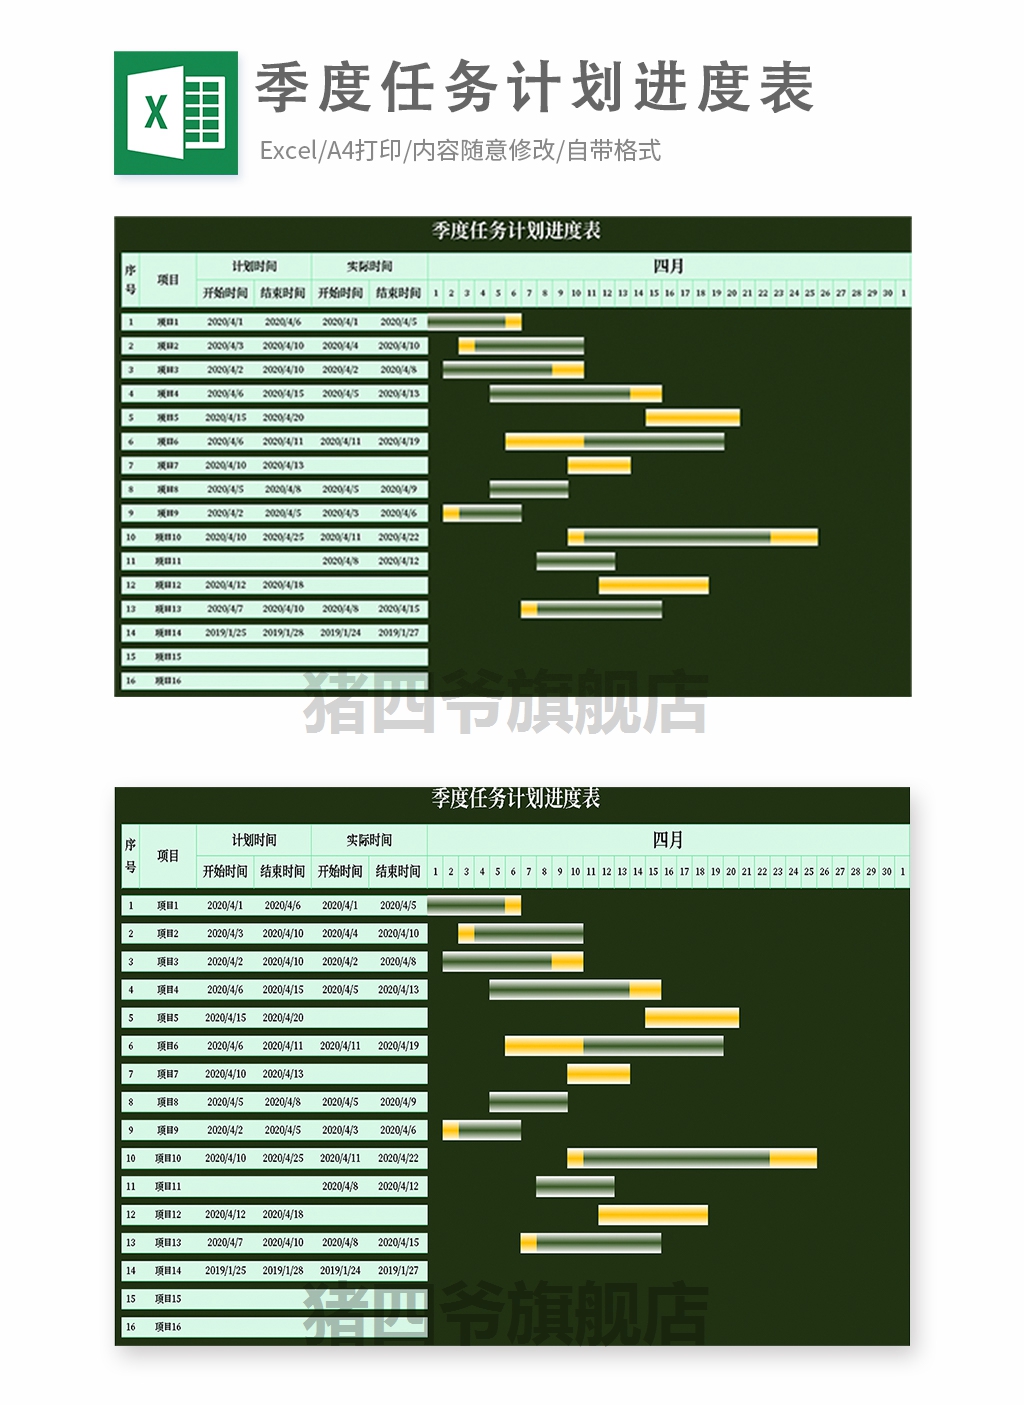 X
季度任务计划进度表
Excel/A4打印/内容随意修改/自带格式
季度任务计划进度表
序号 项目 计划时间 实际时间 四月
开始时间 结束时间 开始时间 结束时间 1 2 3 4 5 6 7 8 9 10 11 12 13 14 15 16 17 18 19 20 21 22 23 24 25 26 27 28 29 30 1
1 项目1 2020/4/1 2020/4/6 2020/4/1 2020/4/5
2 项目2 2020/4/3 2020/4/10 2020/4/4 2020/4/10
3 项目3 2020/4/2 2020/4/10 2020/4/2 2020/4/8
4 项目4 2020/4/6 2020/4/15 2020/4/5 2020/4/13
5 项目5 2020/4/15 2020/4/20
6 项目6 2020/4/6 2020/4/11 2020/4/11 2020/4/19
7 项目7 2020/4/10 2020/4/13
8 项目8 2020/4/5 2020/4/8 2020/4/5 2020/4/9
9 项目9 2020/4/2 2020/4/5 2020/4/3 2020/4/6
10 项目10 2020/4/10 2020/4/25 2020/4/11 2020/4/22
11 项目11 2020/4/8 2020/4/12
12 项目12 2020/4/12 2020/4/18
13 项目13 2020/4/7 2020/4/10 2020/4/8 2020/4/15
14 项目14 2019/1/25 2019/1/28 2019/1/24 2019/1/27
15 项目15
16 项目16
猪四爷旗舰店
季度任务计划进度表
序号 项目 计划时间 实际时间 四月
开始时间 结束时间 开始时间 结束时间 1 2 3 4 5 6 7 8 9 10 11 12 13 14 15 16 17 18 19 20 21 22 23 24 25 26 27 28 29 30 1
1 项目1 2020/4/1 2020/4/6 2020/4/1 2020/4/5
2 项目2 2020/4/3 2020/4/10 2020/4/4 2020/4/10
3 项目3 2020/4/2 2020/4/10 2020/4/2 2020/4/8
4 项目4 2020/4/6 2020/4/15 2020/4/5 2020/4/13
5 项目5 2020/4/15 2020/4/20
6 项目6 2020/4/6 2020/4/11 2020/4/11 2020/4/19
7 项目7 2020/4/10 2020/4/13
8 项目8 2020/4/5 2020/4/8 2020/4/5 2020/4/9
9 项目9 2020/4/2 2020/4/5 2020/4/3 2020/4/6
10 项目10 2020/4/10 2020/4/25 2020/4/11 2020/4/22
11 项目11 2020/4/8 2020/4/12
12 项目12 2020/4/12 2020/4/18
13 项目13 2020/4/7 2020/4/10 2020/4/8 2020/4/15
14 项目14 2019/1/25 2019/1/28 2019/1/24 2019/1/27
15 项目15
16 项目16
猪四爷旗舰店